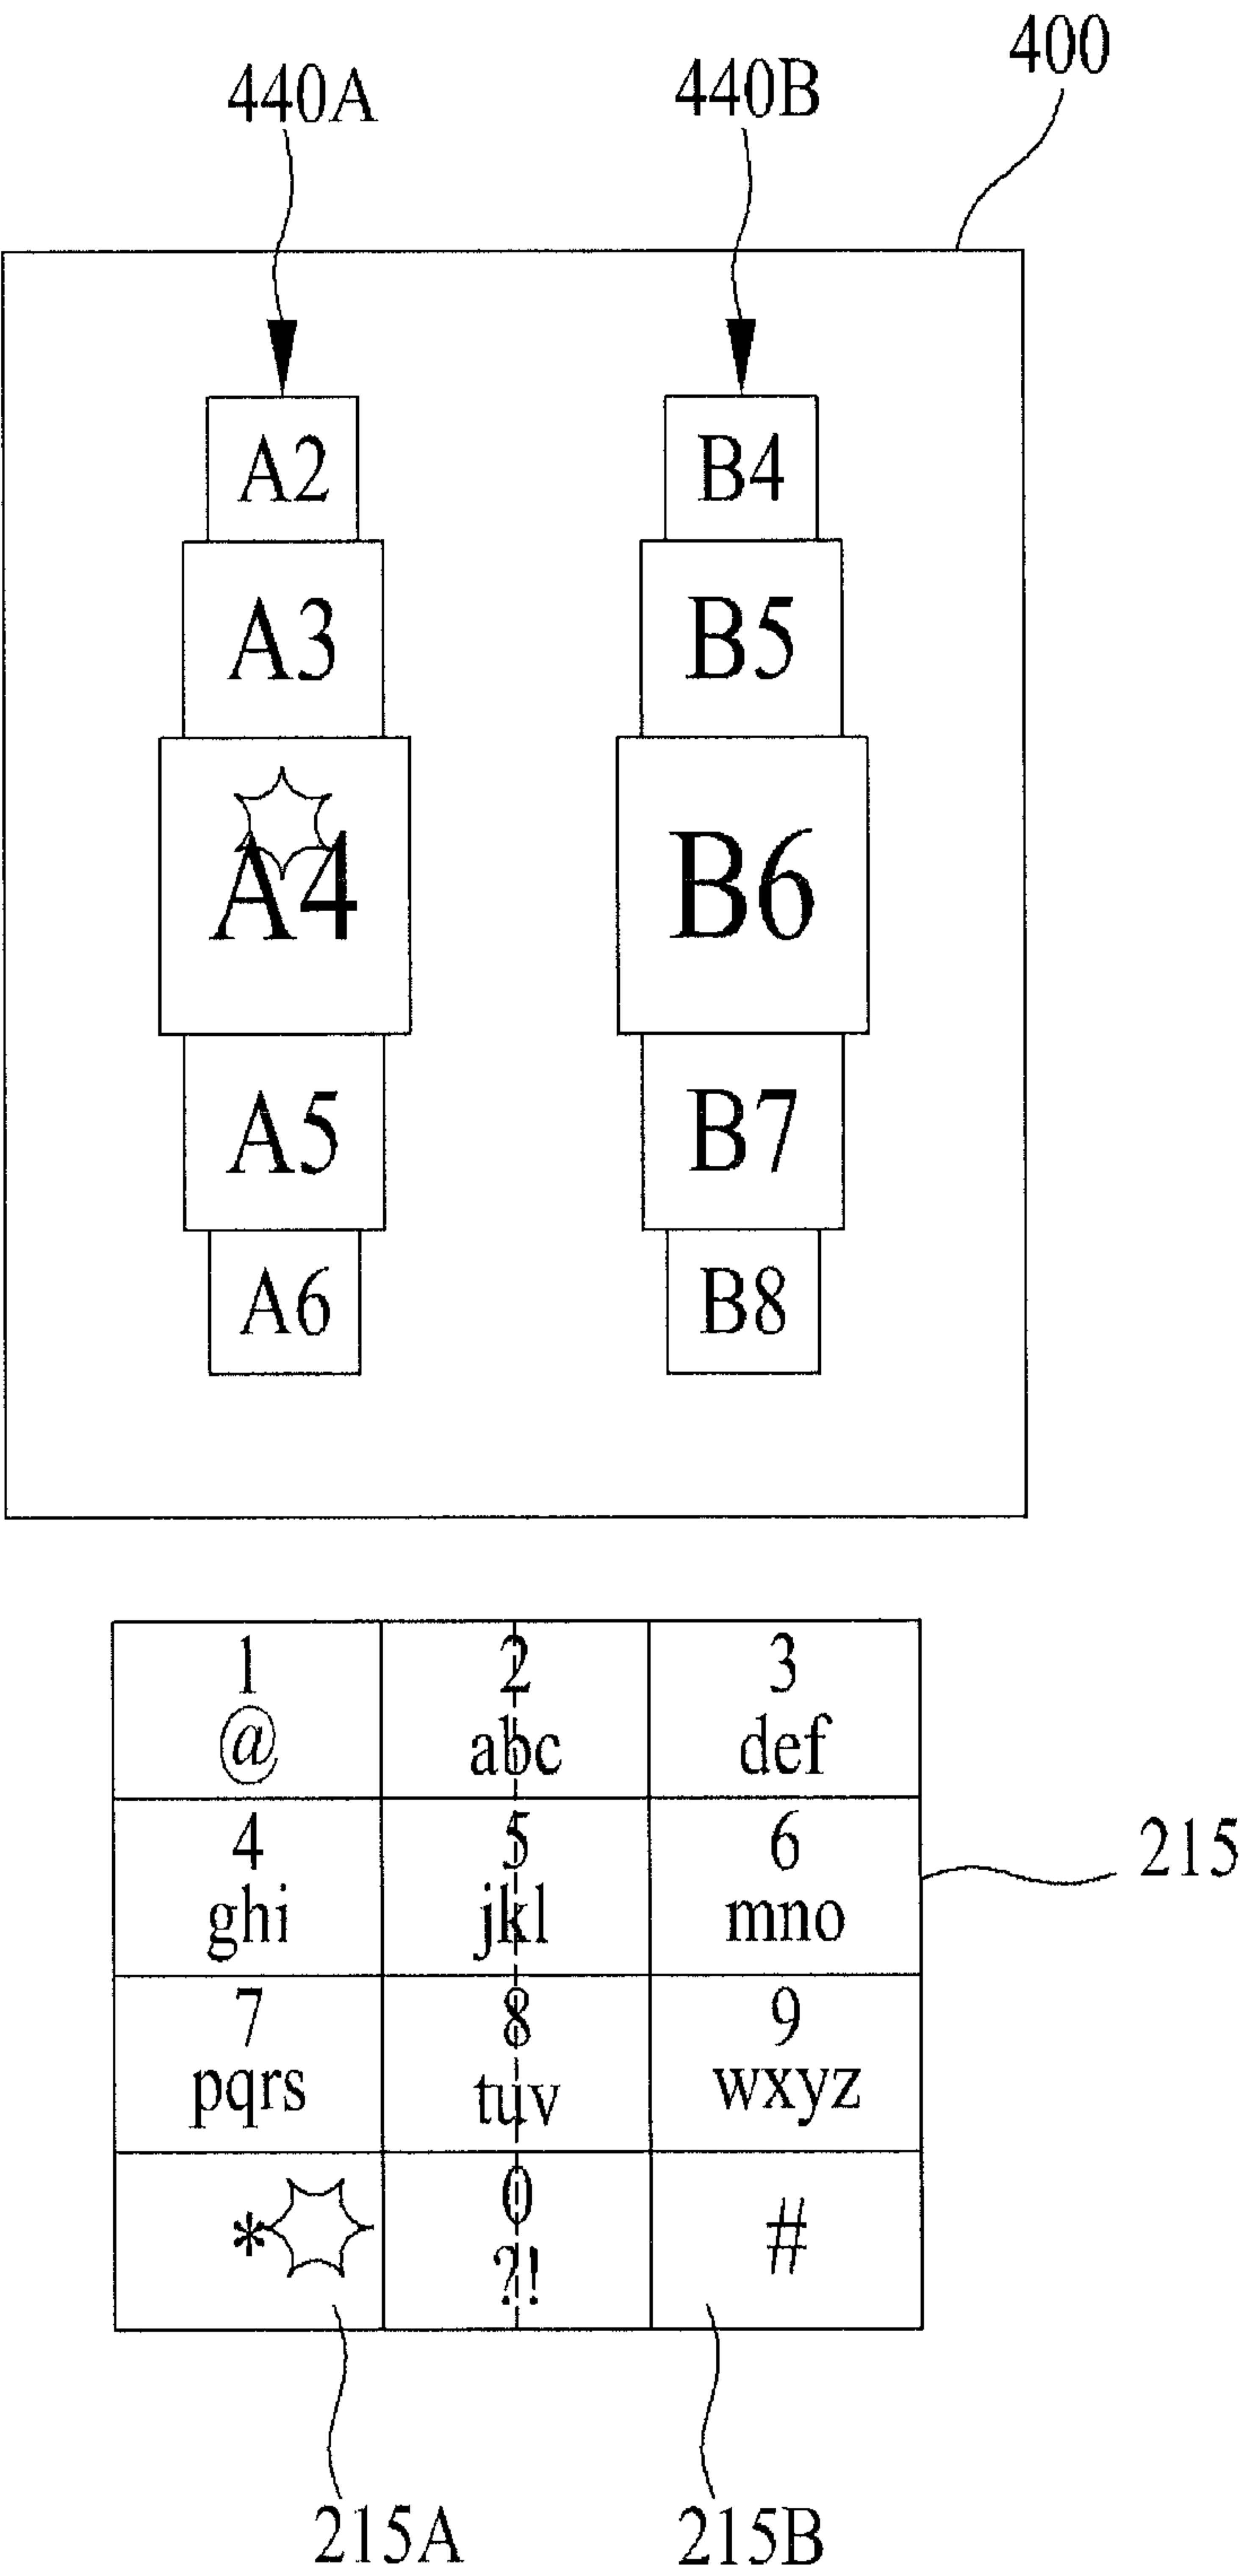 400
440A 440B
A2 B4
A3 B5
A4 B6
A5 B7
A6 B8
1 2 3
@ abc def
4 5 6
ghi jkl mno
215
7 8 9
pqrs tuv wxyz
* 0 #
?!
215A 215B